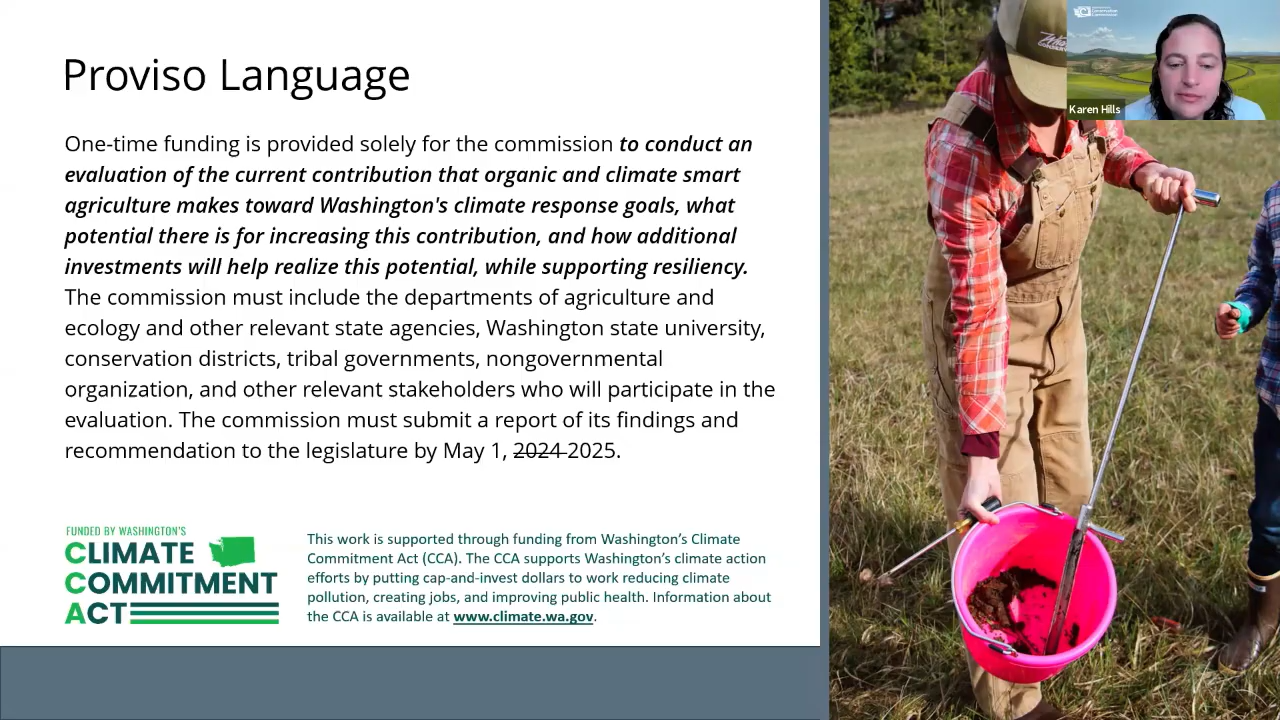 Proviso Language
One-time funding is provided solely for the commission to conduct an
evaluation of the current contribution that organic and climate smart
agriculture makes toward Washington's climate response goals, what
potential there is for increasing this contribution, and how additional
investments will help realize this potential, while supporting resiliency.
The commission must include the departments of agriculture and
ecology and other relevant state agencies, Washington state university,
conservation districts, tribal governments, nongovernmental
organization, and other relevant stakeholders who will participate in the
evaluation. The commission must submit a report of its findings and
recommendation to the legislature by May 1, 2024 2025.
FUNDED BY WASHINGTON'S
CLIMATE
COMMITMENT
ACT
This work is supported through funding from Washington’s Climate
Commitment Act (CCA). The CCA supports Washington’s climate action
efforts by putting cap-and-invest dollars to work reducing climate
pollution, creating jobs, and improving public health. Information about
the CCA is available at www.climate.wa.gov.
Karen Hills